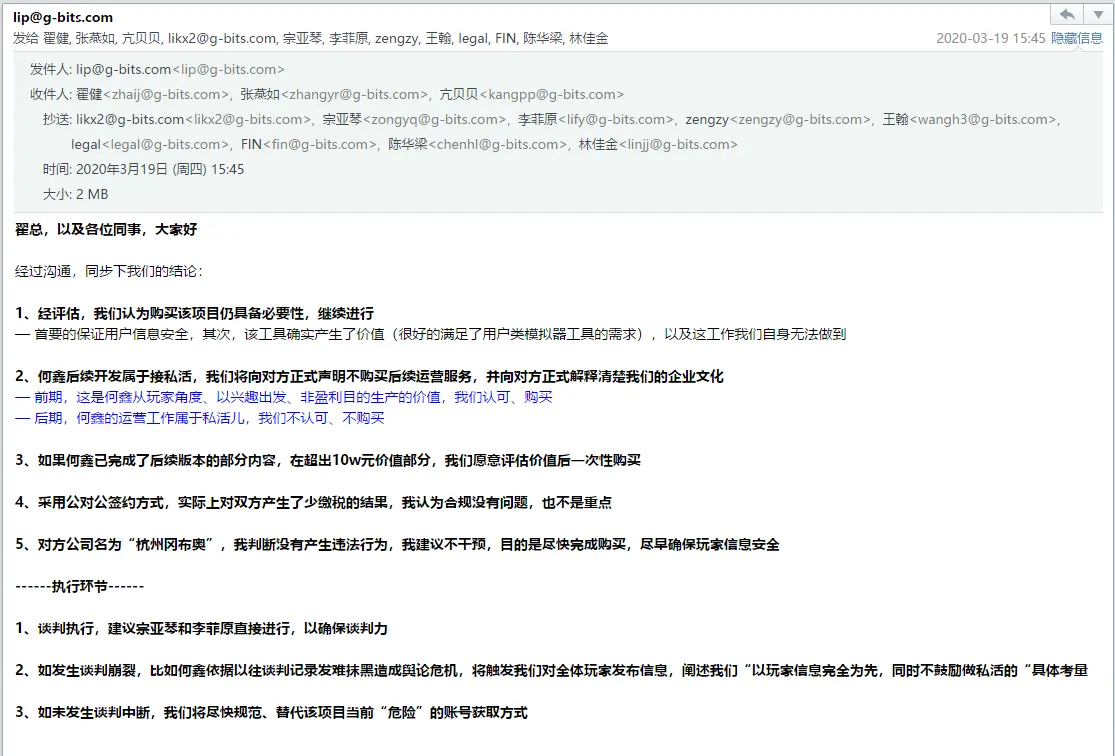 lip@g-bits.com
发给 翟健, 张燕如, 亢贝贝, likx2@g-bits.com, 宗亚琴, 李菲原, zengzy, 王翰, legal, FIN, 陈华梁, 林佳金 2020-03-19 15:45 隐藏信息
发件人: lip@g-bits.com<lip@g-bits.com>
收件人: 翟健<zhaij@g-bits.com>, 张燕如<zhangyr@g-bits.com>, 亢贝贝<kangpp@g-bits.com>
抄送: likx2@g-bits.com<likx2@g-bits.com>, 宗亚琴<zongyq@g-bits.com>, 李菲原<lify@g-bits.com>, zengzy<zengzy@g-bits.com>, 王翰<wangh3@g-bits.com>,
legal<legal@g-bits.com>, FIN<fin@g-bits.com>, 陈华梁<chenhl@g-bits.com>, 林佳金<linjj@g-bits.com>
时间: 2020年3月19日 (周四) 15:45
大小: 2 MB
翟总，以及各位同事，大家好
经过沟通，同步下我们的结论：
1、经评估，我们认为购买该项目仍具备必要性，继续进行
— 首要的保证用户信息安全，其次，该工具确实产生了价值（很好的满足了用户类模拟器工具的需求），以及这工作我们自身无法做到
2、何鑫后续开发属于接私活，我们将向对方正式声明不购买后续运营服务，并向对方正式解释清楚我们的企业文化
— 前期，这是何鑫从玩家角度、以兴趣出发、非盈利目的生产的价值，我们认可、购买
— 后期，何鑫的运营工作属于私活儿，我们不认可、不购买
3、如果何鑫已完成了后续版本的部分内容，在超出10w元价值部分，我们愿意评估价值后一次性购买
4、采用公对公签约方式，实际上对双方产生了少缴税的结果，我认为合规没有问题，也不是重点
5、对方公司名为“杭州冈布奥”，我判断没有产生违法行为，我建议不干预，目的是尽快完成购买，尽早确保玩家信息安全
------执行环节------
1、谈判执行，建议宗亚琴和李菲原直接进行，以确保谈判力
2、如发生谈判崩裂，比如何鑫依据以往谈判记录发难抹黑造成舆论危机，将触发我们对全体玩家发布信息，阐述我们“以玩家信息完全为先，同时不鼓励做私活的“具体考量
3、如未发生谈判中断，我们将尽快规范、替代该项目当前“危险”的账号获取方式